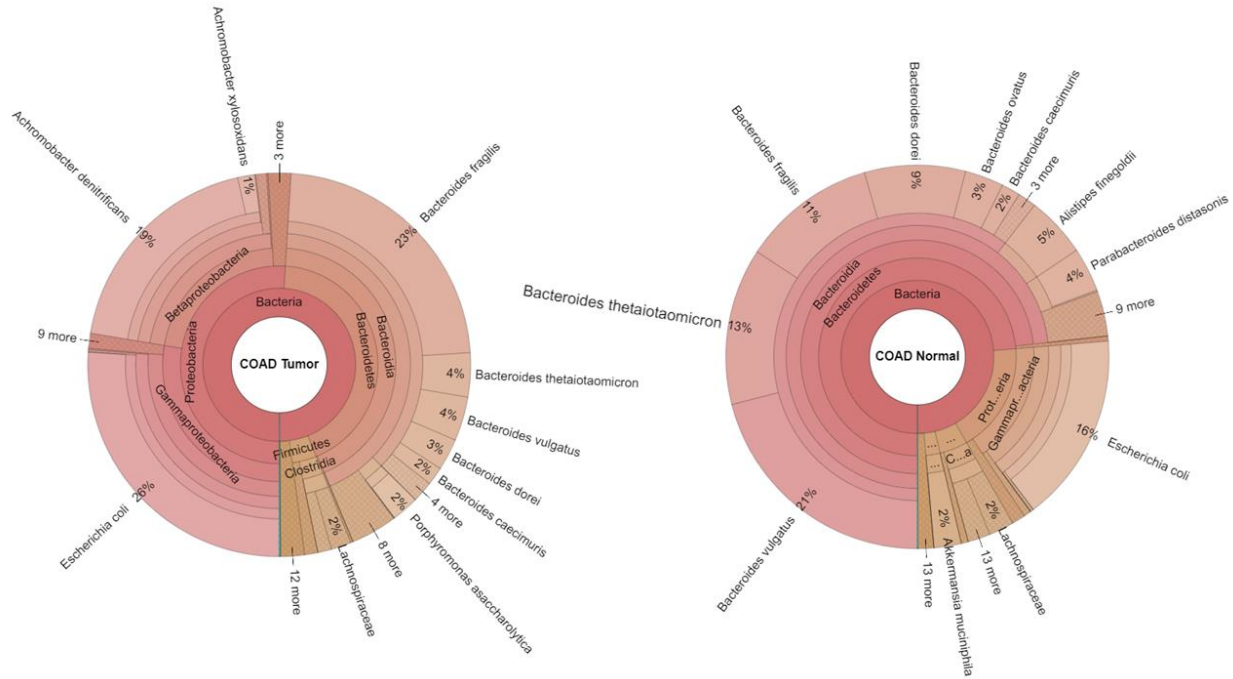 Achromobacter xylosoxidans
1%
3 more
Achromobacter denitrificans
19%
Bacteroides fragilis
23%
Betaproteobacteria
Proteobacteria
Gammaproteobacteria
Bacteria
Bacteroidetes
Bacteroidia
COAD Tumor
9 more
Escherichia coli
26%
Firmicutes
Clostridia
4%
Bacteroides thetaiotaomicron
4%
Bacteroides vulgatus
3%
Bacteroides dorei
2%
Bacteroides caecimuris
4 more
2%
Porphyromonas asaccharolytica
8 more
2%
Lachnospiraceae
12 more
Bacteroides dorei
9%
Bacteroides ovatus
3%
Bacteroides caecimuris
2%
3 more
Alistipes finegoldii
5%
Parabacteroides distasonis
4%
9 more
Bacteroides fragilis
11%
Bacteroides thetaiotaomicron
13%
Bacteroides vulgatus
21%
Bacteroidia
Bacteroidetes
Bacteria
COAD Normal
Prot...eria
Gammapr...acteria
16%
Escherichia coli
...
...
...
C...a
2%
Lachnospiraceae
13 more
2%
Akkermansia muciniphila
13 more